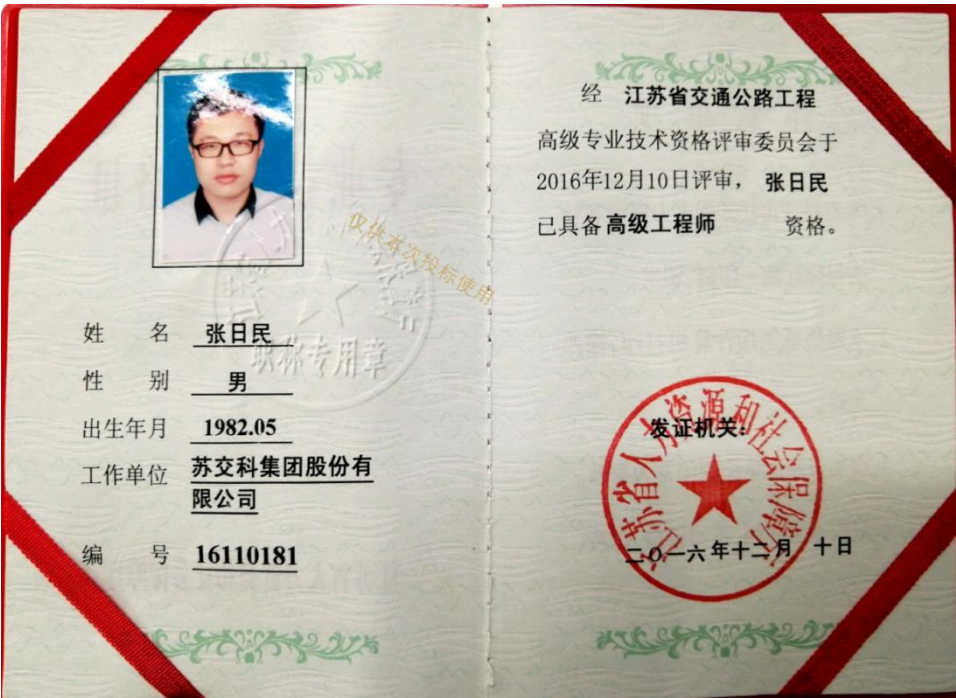 姓 名 张日民
性 别 男
出生年月 1982.05
工作单位 苏交科集团股份有
限公司
编 号 16110181
职称专用章
仅供本次投标使用
经 江苏省交通公路工程
高级专业技术资格评审委员会于
2016年12月10日评审， 张日民
已具备 高级工程师 资格。
发证机关：
江苏省人力资源和社会保障厅
二〇一六年十二月 十日